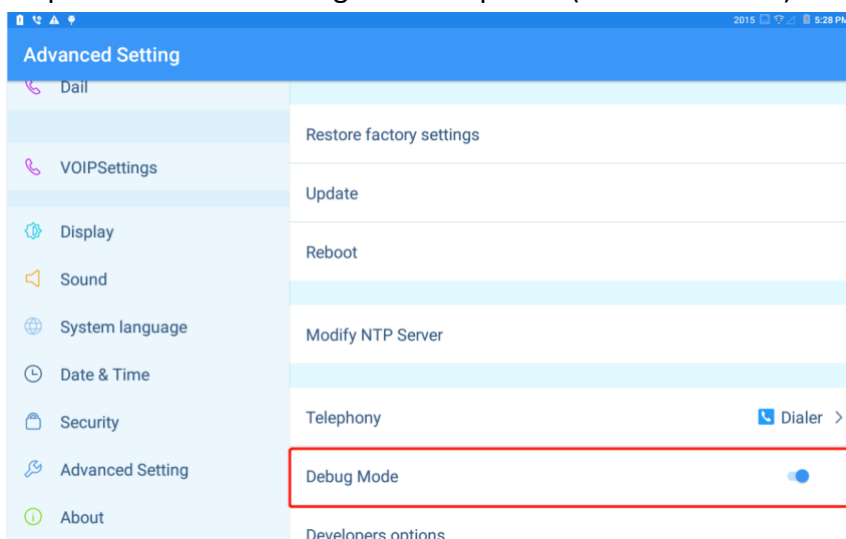 2015 5:28 PM
Advanced Setting
Dail
VOIPSettings
Display
Sound
System language
Date & Time
Security
Advanced Setting
About
Restore factory settings
Update
Reboot
Modify NTP Server
Telephony Dialer >
Debug Mode
Developers options